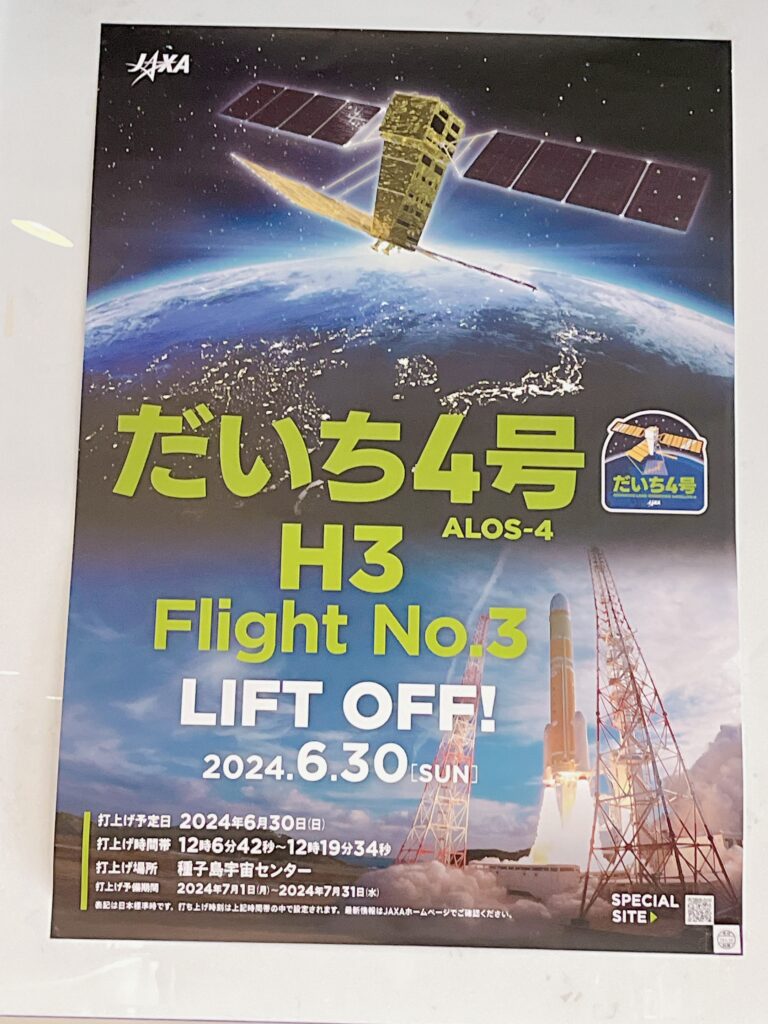 JAXA
だいち4号
ALOS-4
だいち4号
JAXA
H3
Flight No.3
LIFT OFF!
2024.6.30[SUN]
打上げ予定日 2024年6月30日(日)
打上げ時間帯 12時6分42秒~12時19分34秒
打上げ場所 種子島宇宙センター
打上げ予備期間 2024年7月1日(月)~2024年7月31日(水)
表記は日本標準時です。打ち上げ時刻は上記時間帯の中で設定されます。最新情報はJAXAホームページでご確認ください。
SPECIAL
SITE